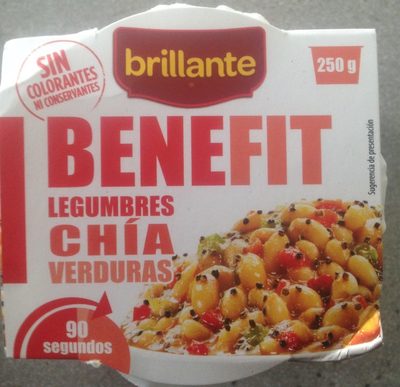 SIN
COLORANTES
NI CONSERVANTES
brillante
250 g
BENEFIT
LEGUMBRES
CHÍA
VERDURAS
Sugerencia de presentación
90
segundos